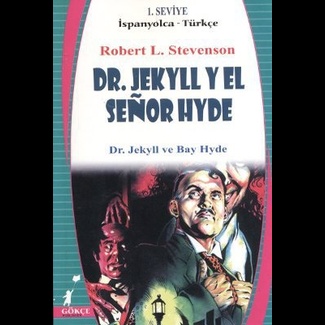 1. SEVİYE
İspanyolca - Türkçe
Robert L. Stevenson
DR. JEKYLL Y EL
SEÑOR HYDE
Dr. Jekyll ve Bay Hyde
GÖKÇE